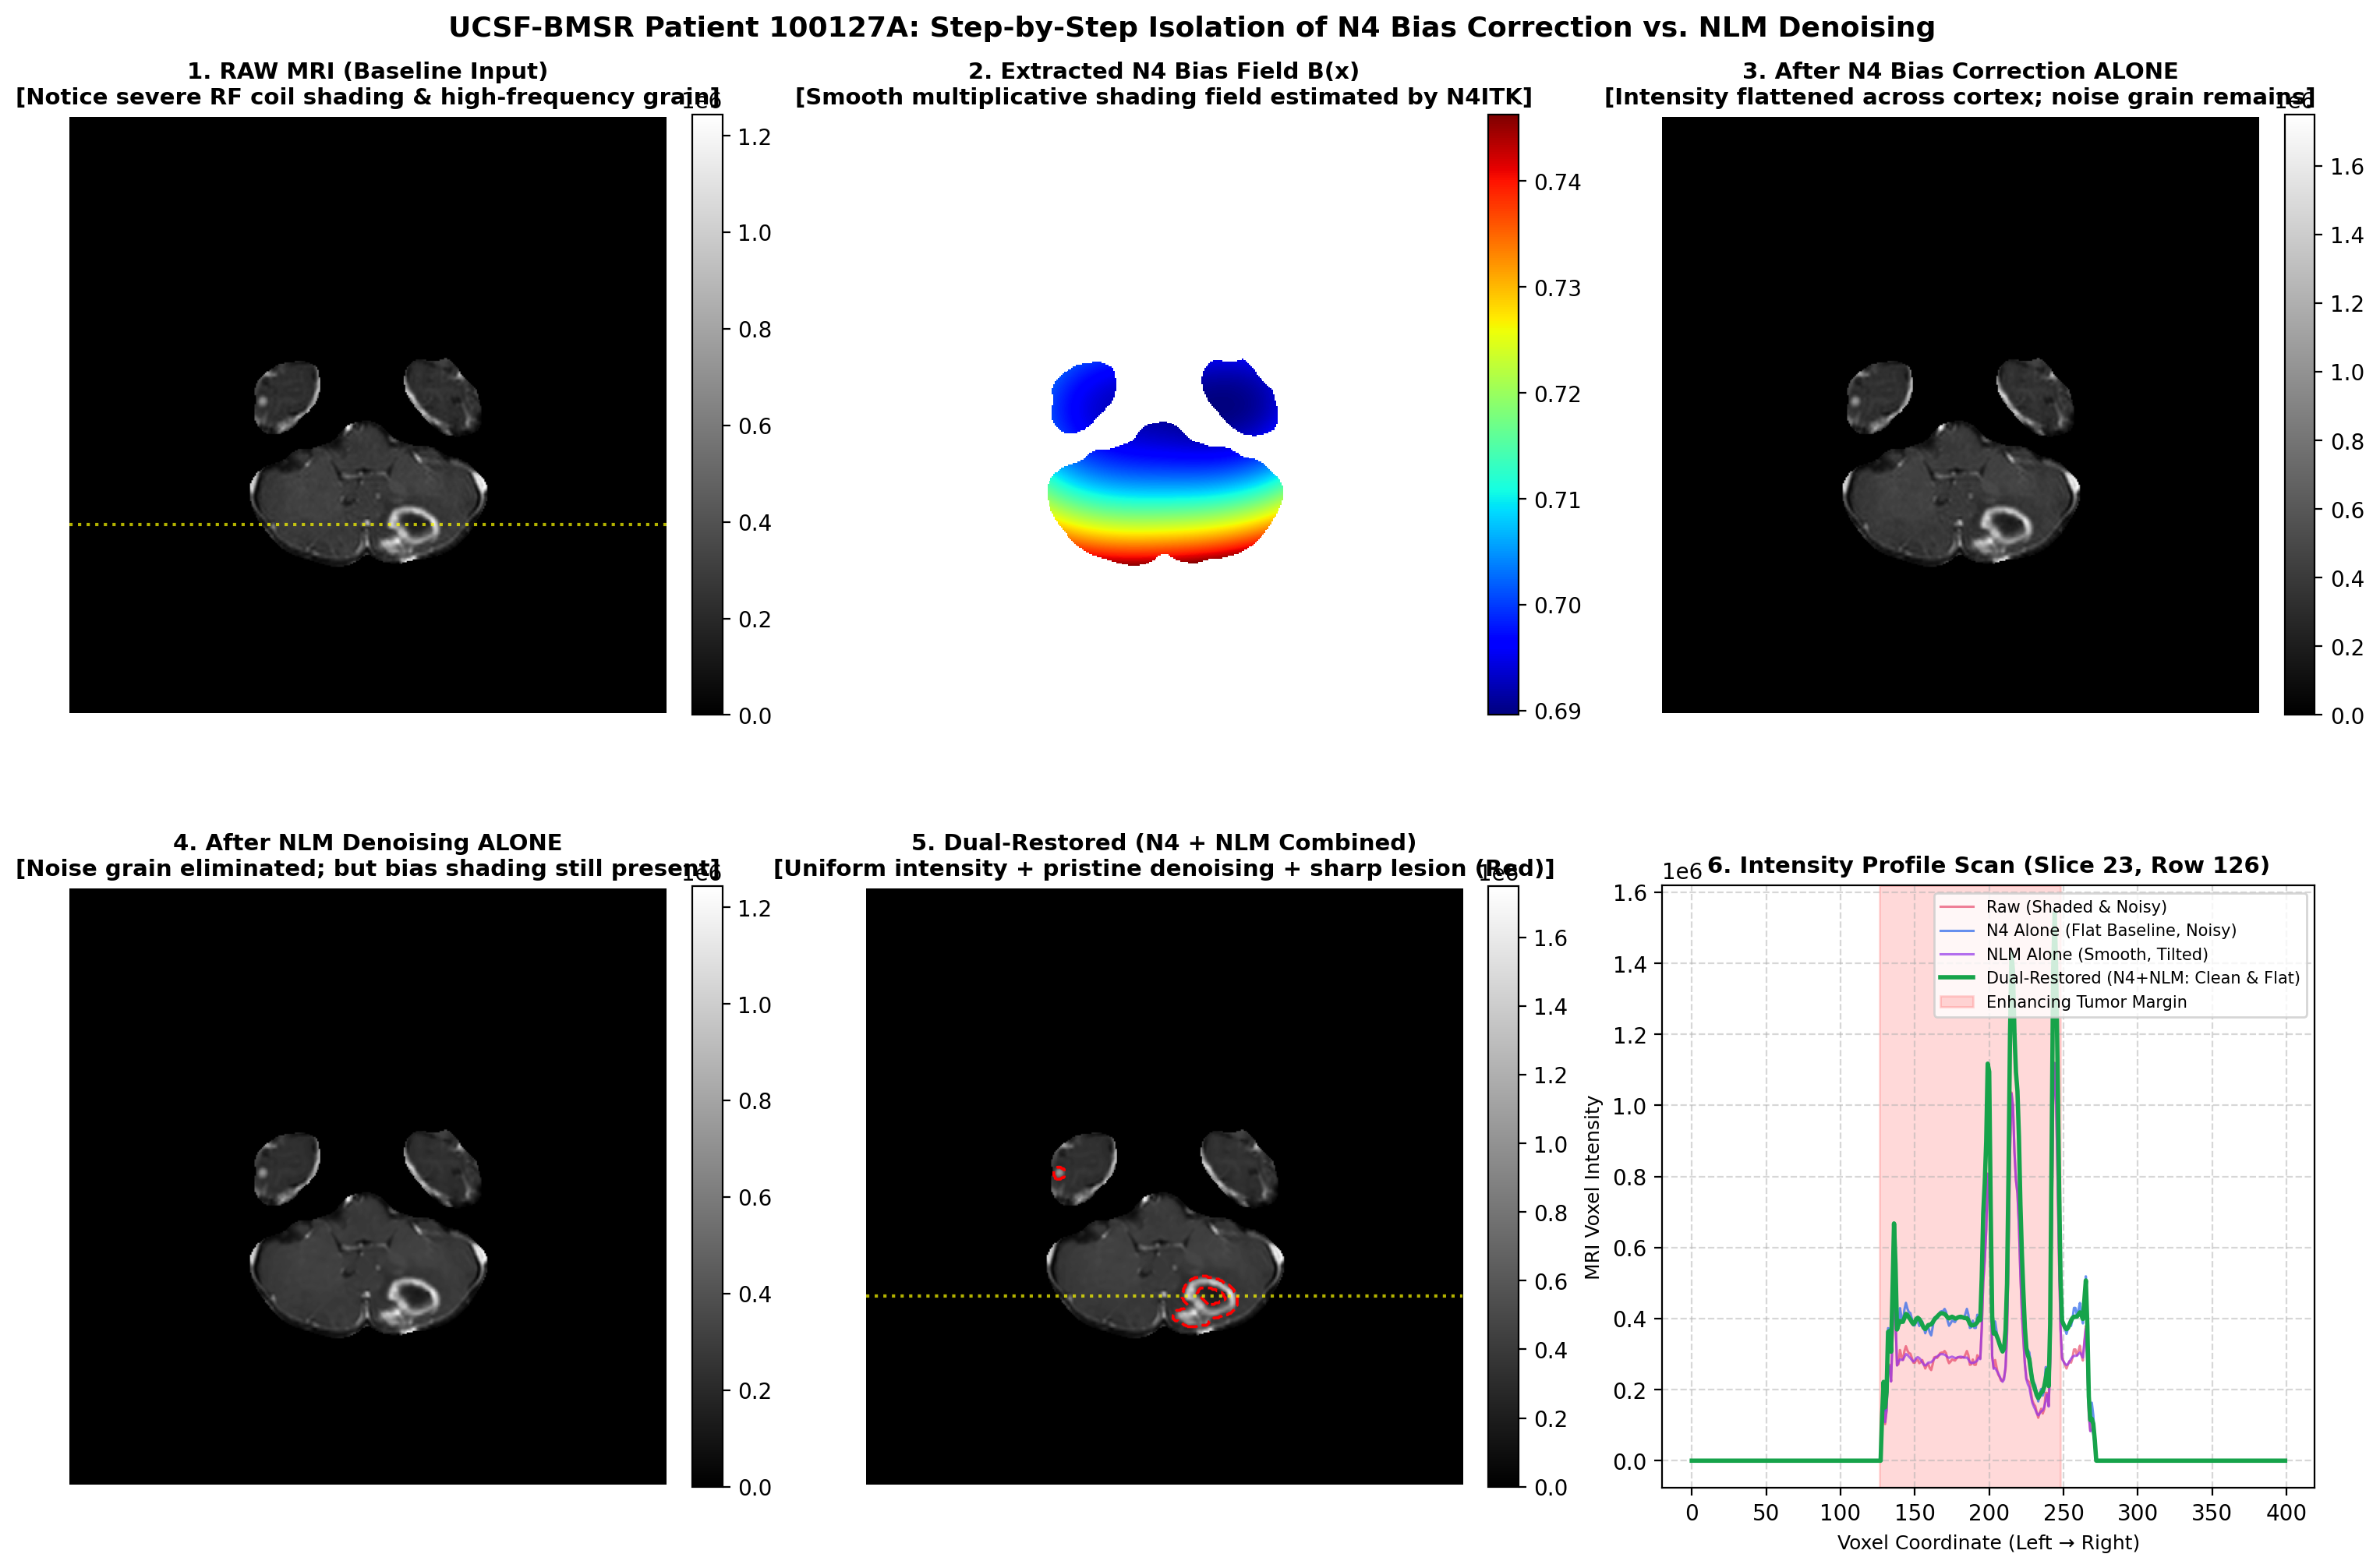 UCSF-BMSR Patient 100127A: Step-by-Step Isolation of N4 Bias Correction vs. NLM Denoising
1. RAW MRI (Baseline Input)
[Notice severe RF coil shading & high-frequency grain]
1e6
1.2
1.0
0.8
0.6
0.4
0.2
0.0
2. Extracted N4 Bias Field B(x)
[Smooth multiplicative shading field estimated by N4ITK]
0.74
0.73
0.72
0.71
0.70
0.69
3. After N4 Bias Correction ALONE
[Intensity flattened across cortex; noise grain remains]
1e6
1.6
1.4
1.2
1.0
0.8
0.6
0.4
0.2
0.0
4. After NLM Denoising ALONE
[Noise grain eliminated; but bias shading still present]
1e6
1.2
1.0
0.8
0.6
0.4
0.2
0.0
5. Dual-Restored (N4 + NLM Combined)
[Uniform intensity + pristine denoising + sharp lesion (Red)]
1e6
1.6
1.4
1.2
1.0
0.8
0.6
0.4
0.2
0.0
6. Intensity Profile Scan (Slice 23, Row 126)
1e6
1.6
1.4
1.2
1.0
0.8
0.6
0.4
0.2
0.0
MRI Voxel Intensity
Raw (Shaded & Noisy)
N4 Alone (Flat Baseline, Noisy)
NLM Alone (Smooth, Tilted)
Dual-Restored (N4+NLM: Clean & Flat)
Enhancing Tumor Margin
0 50 100 150 200 250 300 350 400
Voxel Coordinate (Left → Right)